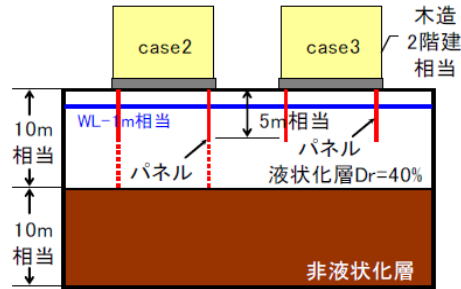 case2
case3
木造
2階建
相当
10m
相当
WL-1m相当
5m相当
パネル
パネル
液状化層Dr=40%
10m
相当
非液状化層